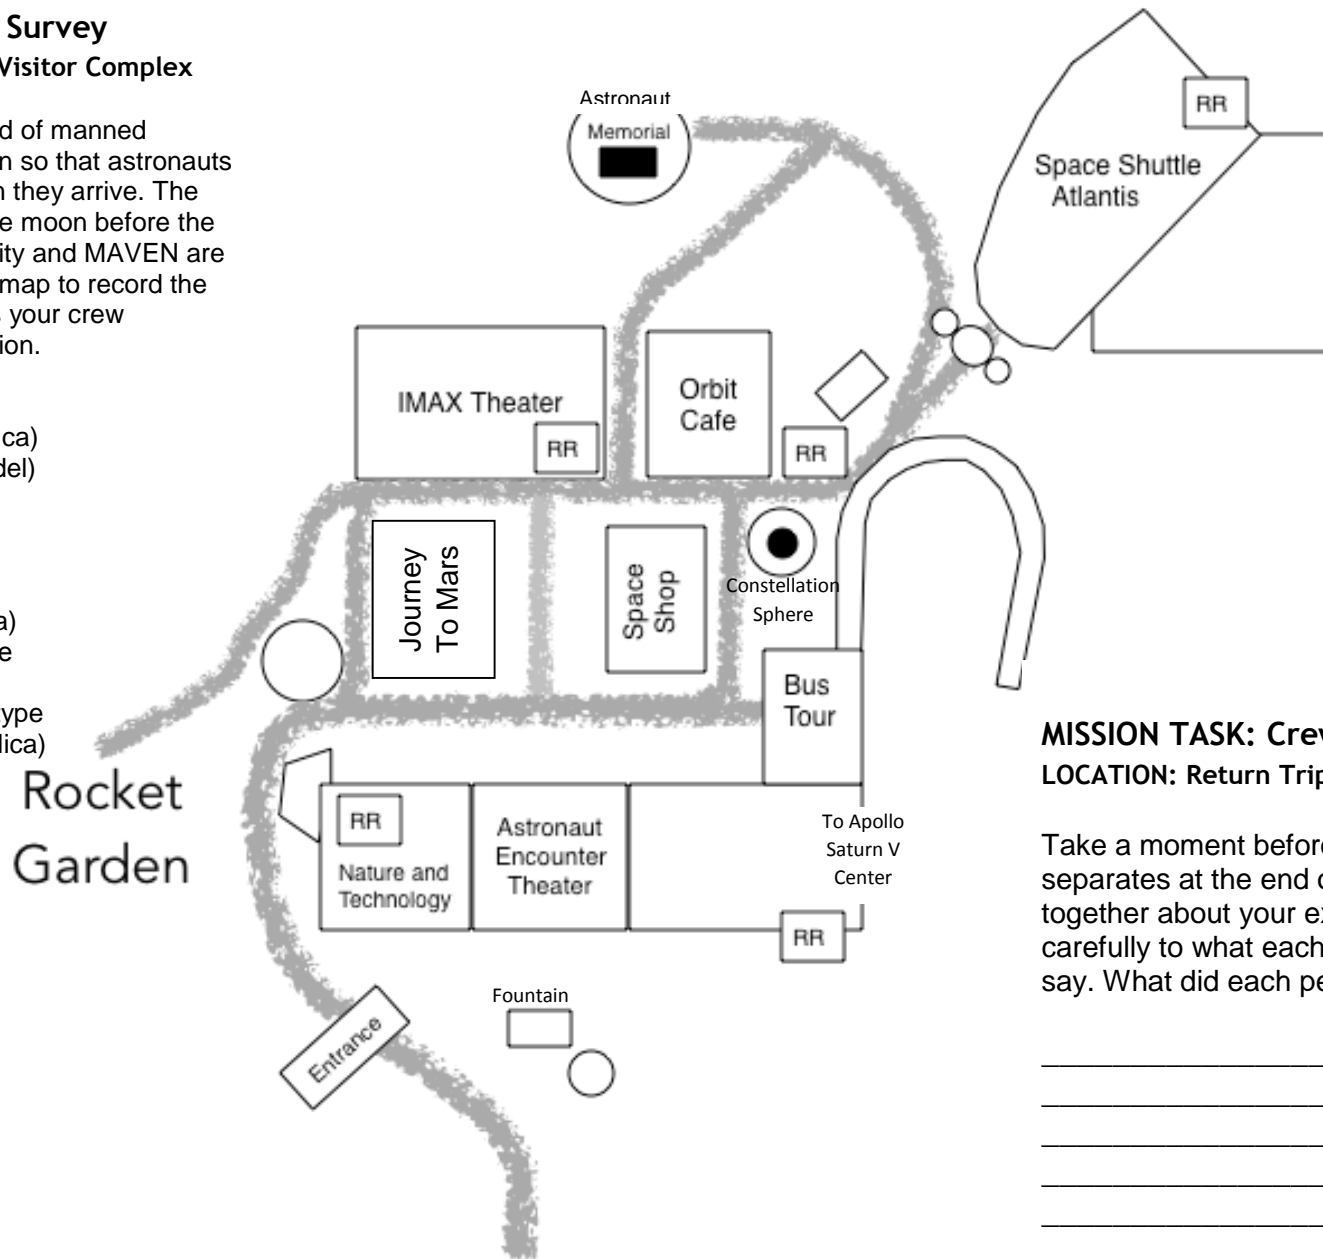 Survey
Visitor Complex
d of manned
n so that astronauts
n they arrive. The
e moon before the
ity and MAVEN are
map to record the
s your crew
ion.
ica)
del)
a)
e
type
lica)
Rocket
Garden
Astronaut
Memorial
RR
Space Shuttle
Atlantis
IMAX Theater
RR
Orbit
Cafe
RR
Journey
To Mars
Space
Shop
Constellation
Sphere
Bus
Tour
RR
Nature and
Technology
Astronaut
Encounter
Theater
To Apollo
Saturn V
Center
RR
Fountain
Entrance
MISSION TASK: Crew
LOCATION: Return Trip
Take a moment before
separates at the end o
together about your ex
carefully to what each
say. What did each pe